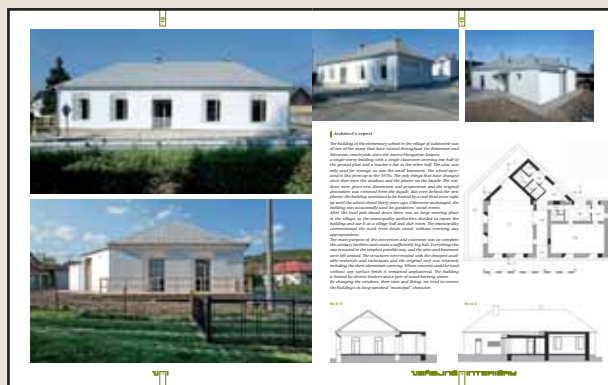 Architect's report
The building of the elementary school in the village of
of one of the many that have existed throughout the Bohemian and
Moravian countryside since the Austro-Hungarian Empire:
a single-storey building with a single classroom covering one half of
the ground plan and a teacher's flat in the other half. The attic was
only used for storage, as was the small basement. The school oper-
ated in this form up to the 1970s. The only things that have changed
since then were the windows and the plaster on the façade. The win-
dows were given new dimensions and proportions and the original
decoration was removed from the façade. But even behind the new
plaster, the building continued to be heated by a coal-fired stove right
up until the school closed thirty years ago. Otherwise unchanged, the
building was occasionally used for gardeners' social events.
After the local pub closed down there was no large meeting place
in the village, so the municipality authorities decided to repair the
building and use it as a village hall and club room. The municipality
commissioned the work from funds saved, without receiving any
appropriations.
The main purpose of the conversion and extension was to complete
the sanitary facilities and create a sufficiently big hall. Everything else
was executed in the simplest possible way, and the attic and basement
were left unused. The structures were treated with the cheapest avail-
able materials and techniques and the original roof was retained,
including the sheet aluminium covering. Where concrete could be used
without any surface finish it remained unplastered. The building
is heated by electric heaters and a pair of wood-burning stoves.
By changing the windows, their sizes and fitting, we tried to restore
the building's its long-vanished "municipal" character.
VEŘEJNÉ INTERIÉRY